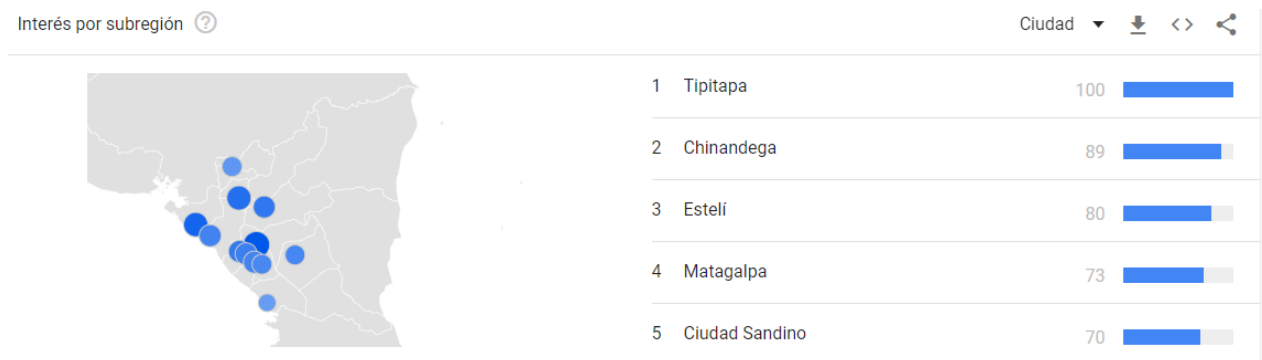 Interés por subregión ?
Ciudad
1 Tipitapa 100
2 Chinandega 89
3 Estelí 80
4 Matagalpa 73
5 Ciudad Sandino 70